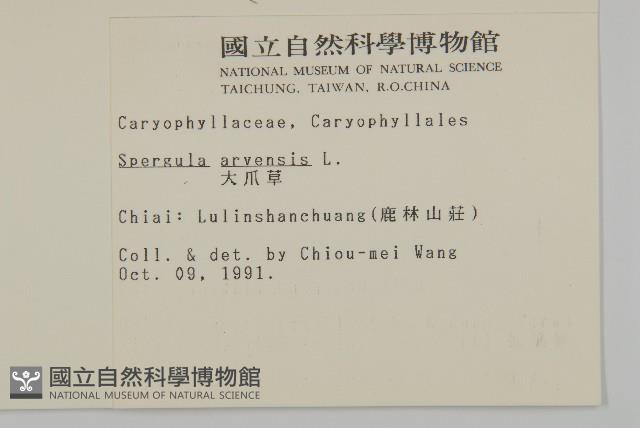 國立自然科學博物館
NATIONAL MUSEUM OF NATURAL SCIENCE
TAICHUNG, TAIWAN, R.O.CHINA
Caryophyllaceae, Caryophyllales
Spergula arvensis L.
大爪草
Chiai: Lulinshanchuang(鹿林山莊)
Coll. & det. by Chiou-mei Wang
Oct. 09, 1991.
國立自然科學博物館
NATIONAL MUSEUM OF NATURAL SCIENCE